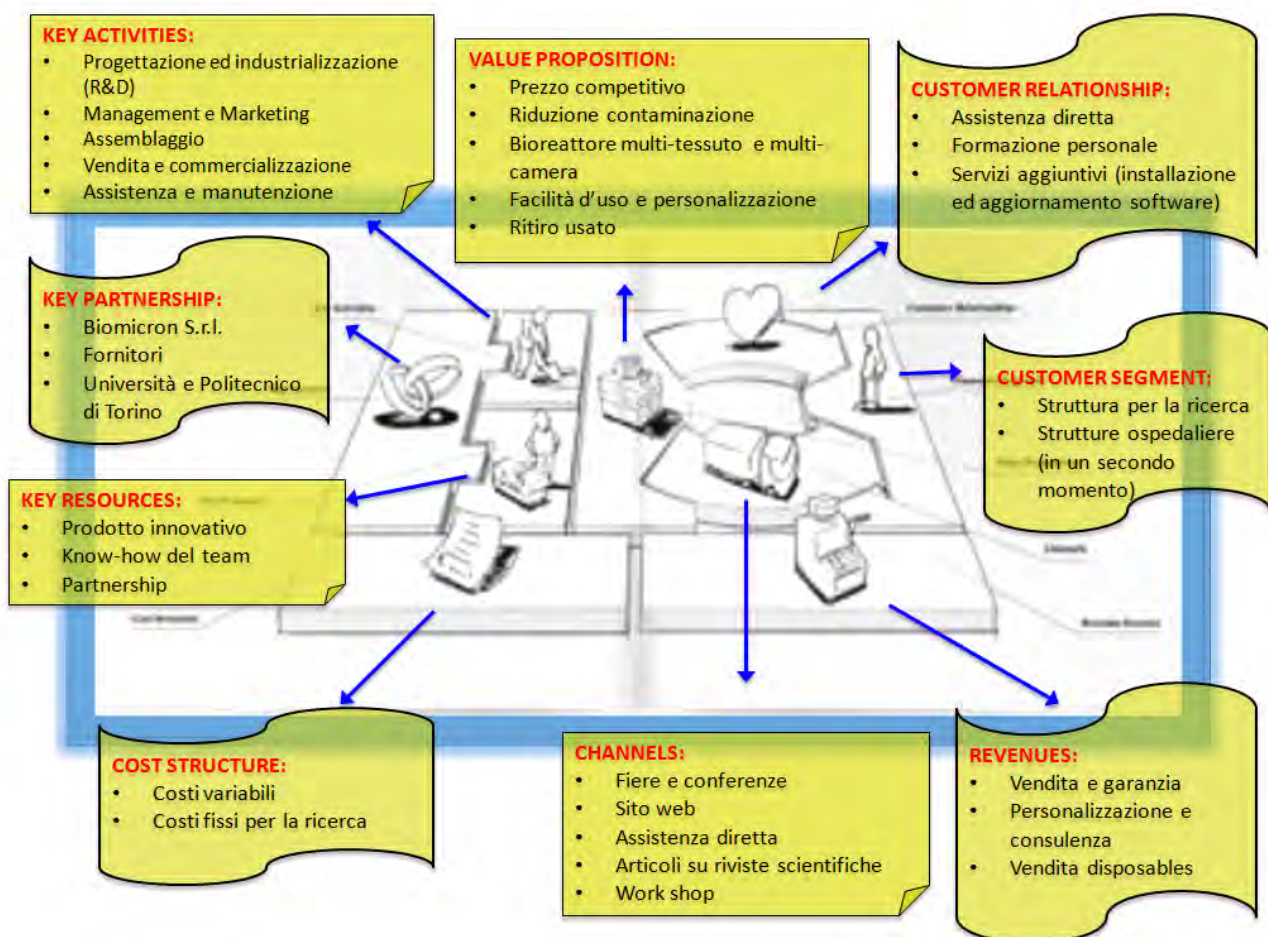 KEY ACTIVITIES:
• Progettazione ed industrializzazione
(R&D)
• Management e Marketing
• Assemblaggio
• Vendita e commercializzazione
• Assistenza e manutenzione
VALUE PROPOSITION:
• Prezzo competitivo
• Riduzione contaminazione
• Bioreattore multi-tessuto e multi-
camera
• Facilità d'uso e personalizzazione
• Ritiro usato
CUSTOMER RELATIONSHIP:
• Assistenza diretta
• Formazione personale
• Servizi aggiuntivi (installazione
ed aggiornamento software)
KEY PARTNERSHIP:
• Biomicron S.r.l.
• Fornitori
• Università e Politecnico
di Torino
CUSTOMER SEGMENT:
• Struttura per la ricerca
• Strutture ospedaliere
(in un secondo
momento)
KEY RESOURCES:
• Prodotto innovativo
• Know-how del team
• Partnership
COST STRUCTURE:
• Costi variabili
• Costi fissi per la ricerca
CHANNELS:
• Fiere e conferenze
• Sito web
• Assistenza diretta
• Articoli su riviste scientifiche
• Work shop
REVENUES:
• Vendita e garanzia
• Personalizzazione e
consulenza
• Vendita disposables